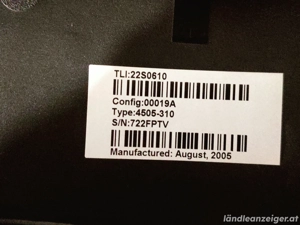 TLI:22S0610
Config:00019A
Type:4505-310
S/N:722FPTV
Manufactured: August, 2005
ländleanzeiger.at